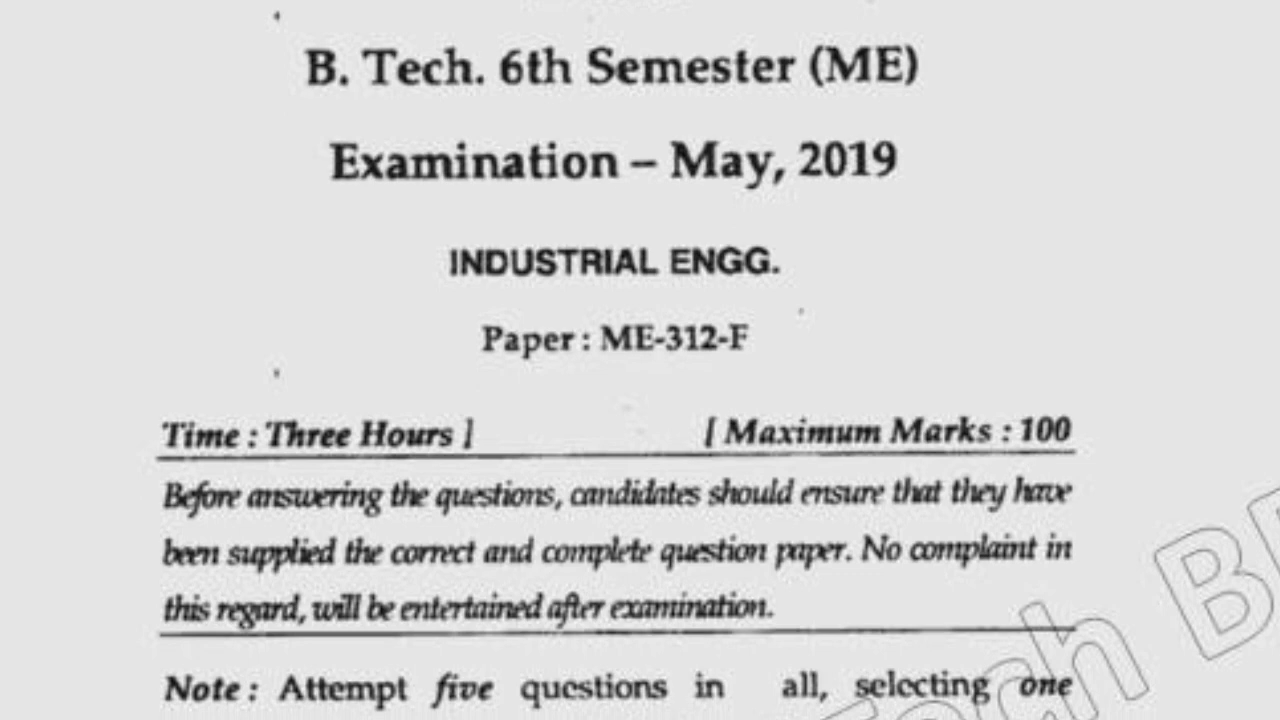 B. Tech. 6th Semester (ME)
Examination – May, 2019
INDUSTRIAL ENGG.
Paper : ME-312-F
Time : Three Hours ] [ Maximum Marks : 100
Before answering the questions, candidates should ensure that they have
been supplied the correct and complete question paper. No complaint in
this regard, will be entertained after examination.
Note : Attempt five questions in all, selecting one